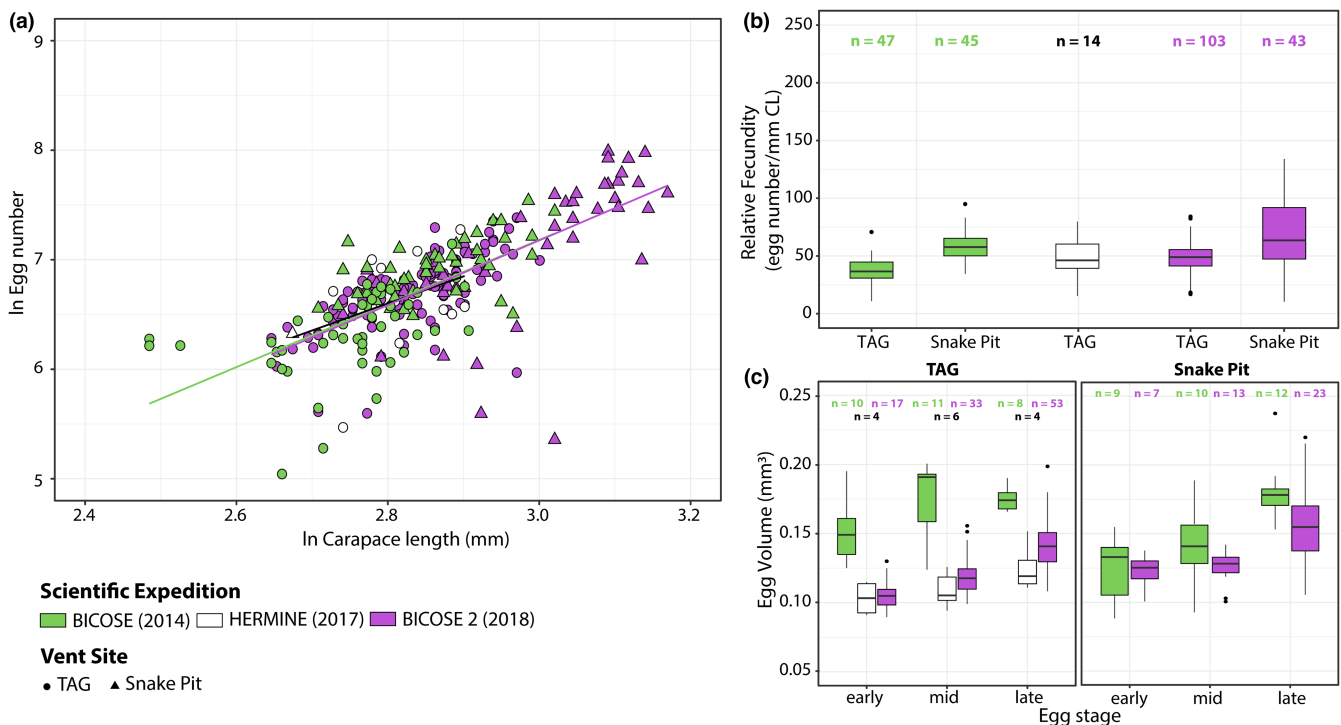 (a)
9
8
7
6
5
ln Egg number
2.4 2.6 2.8 3.0 3.2
ln Carapace length (mm)
Scientific Expedition
BICOSE (2014) HERMINE (2017) BICOSE 2 (2018)
Vent Site
TAG Snake Pit
(b)
250
200
150
100
50
0
Relative Fecundity
(egg number/mm CL)
n = 47 n = 45 n = 14 n = 103 n = 43
TAG Snake Pit TAG TAG Snake Pit
(c)
TAG Snake Pit
0.25
0.20
0.15
0.10
0.05
Egg Volume (mm³)
n = 10 n = 17 n = 11 n = 33 n = 8 n = 53
n = 4 n = 6 n = 4
n = 9 n = 7 n = 10 n = 13 n = 12 n = 23
early mid late early mid late
Egg stage